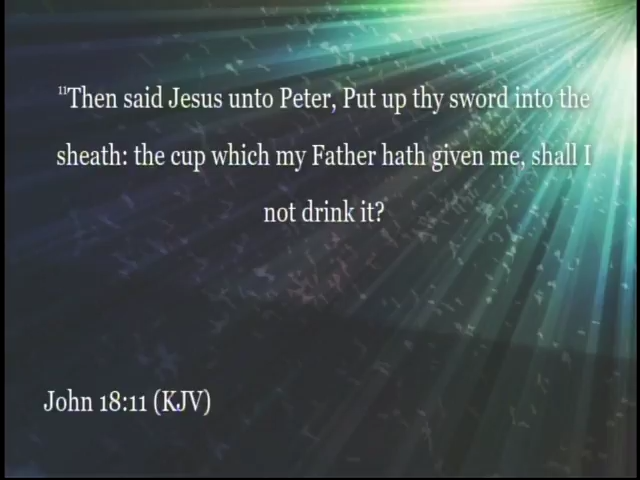 ¹¹Then said Jesus unto Peter, Put up thy sword into the
sheath: the cup which my Father hath given me, shall I
not drink it?
John 18:11 (KJV)